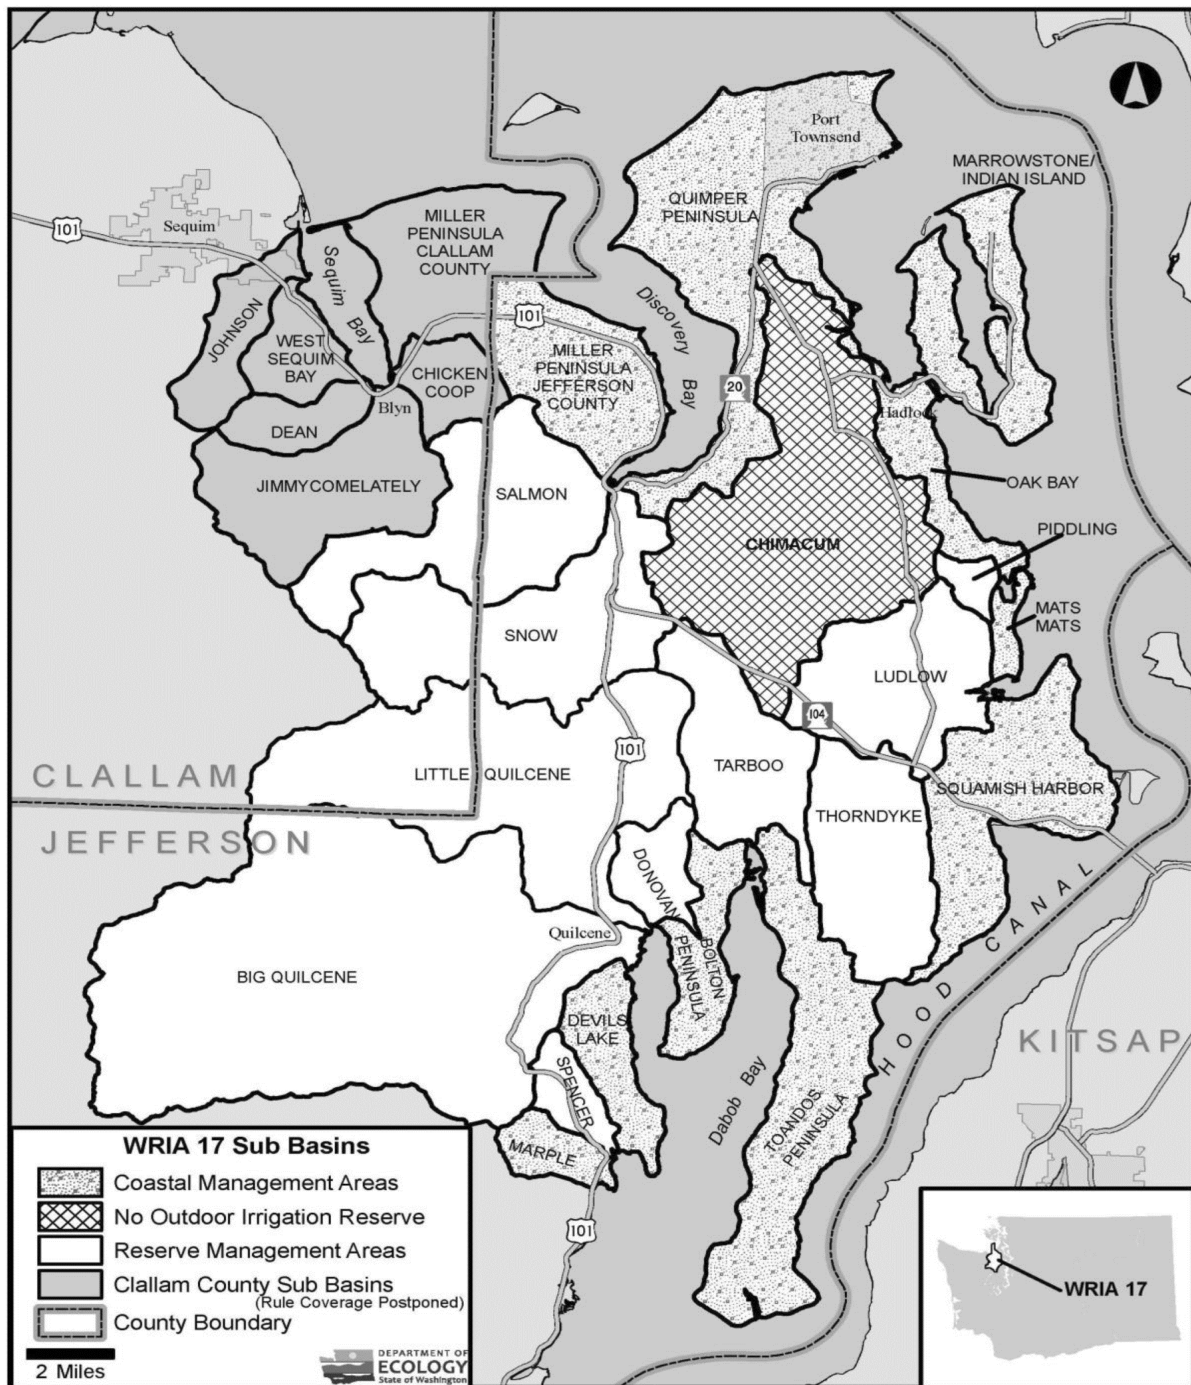 Port
Townsend
MARROWSTONE/
INDIAN ISLAND
QUIMPER
PENINSULA
MILLER
PENINSULA
CLALLAM
COUNTY
101
Sequim
Sequim
Bay
Discovery
Bay
JOHNSON
WEST
SEQUIM
BAY
101
MILLER
PENINSULA
JEFFERSON
COUNTY
CHICKEN
COOP
20
Blyn
Hadlock
DEAN
JIMMYCOMELATELY
SALMON
OAK BAY
PIDDLING
CHIMACUM
MATS
MATS
SNOW
LUDLOW
104
101
CLALLAM
LITTLE QUILCENE
TARBOO
SQUAMISH HARBOR
THORNDYKE
JEFFERSON
DONOVAN
Quilcene
BOLTON
PENINSULA
BIG QUILCENE
HOOD CANAL
DEVILS
LAKE
KITSAP
SPENCER
Dabob Bay
TOANDOS
PENINSULA
MARPLE
101
WRIA 17 Sub Basins
Coastal Management Areas
No Outdoor Irrigation Reserve
Reserve Management Areas
Clallam County Sub Basins
(Rule Coverage Postponed)
County Boundary
2 Miles
DEPARTMENT OF
ECOLOGY
State of Washington
WRIA 17